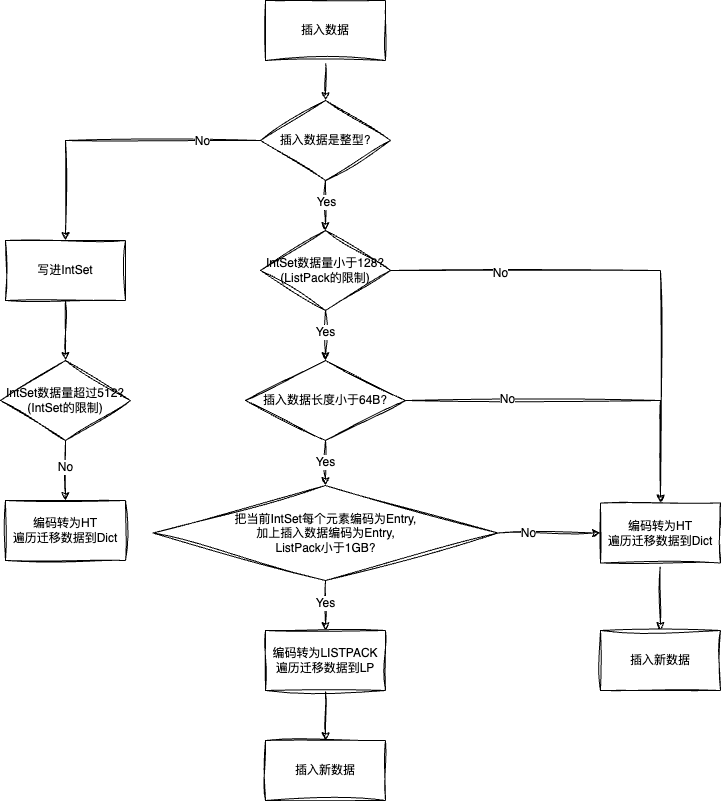 插入数据
插入数据是整型?
No
Yes
写进IntSet
IntSet数据量小于128?
(ListPack的限制)
No
Yes
IntSet数据量超过512?
(IntSet的限制)
插入数据长度小于64B?
No
Yes
No
编码转为HT
遍历迁移数据到Dict
把当前IntSet每个元素编码为Entry,
加上插入数据编码为Entry,
ListPack小于1GB?
No
编码转为HT
遍历迁移数据到Dict
Yes
编码转为LISTPACK
遍历迁移数据到LP
插入新数据
插入新数据